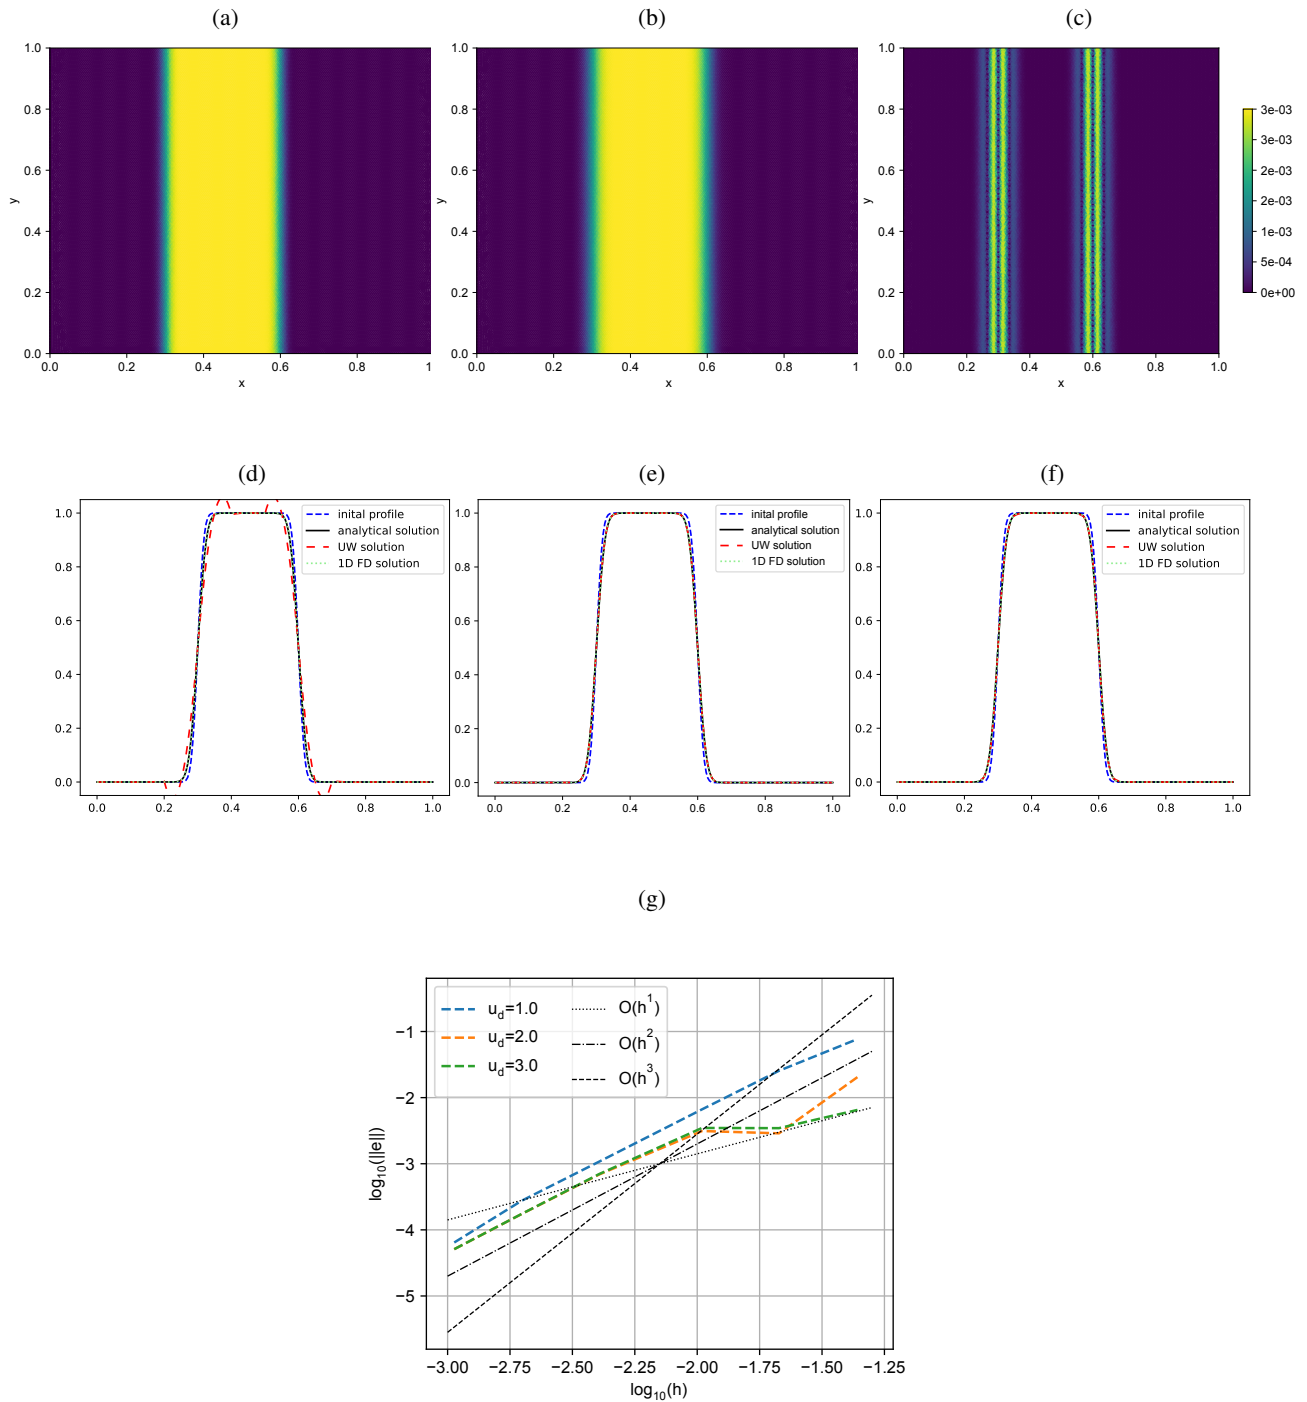 (a)
(b)
(c)
1.0
0.8
0.6
0.4
0.2
0.0
y
0.0 0.2 0.4 0.6 0.8 1
x
1.0
0.8
0.6
0.4
0.2
0.0
y
0.0 0.2 0.4 0.6 0.8 1
x
1.0
0.8
0.6
0.4
0.2
0.0
y
0.0 0.2 0.4 0.6 0.8 1.0
x
3e-03
3e-03
2e-03
2e-03
1e-03
5e-04
0e+00
(d)
(e)
(f)
1.0
0.8
0.6
0.4
0.2
0.0
0.0 0.2 0.4 0.6 0.8 1.0
inital profile
analytical solution
UW solution
1D FD solution
1.0
0.8
0.6
0.4
0.2
0.0
0.0 0.2 0.4 0.6 0.8 1.0
inital profile
analytical solution
UW solution
1D FD solution
1.0
0.8
0.6
0.4
0.2
0.0
0.0 0.2 0.4 0.6 0.8 1.0
inital profile
analytical solution
UW solution
1D FD solution
(g)
u_d=1.0
u_d=2.0
u_d=3.0
O(h^1)
O(h^2)
O(h^3)
−1
−2
−3
−4
−5
log₁₀(||e||)
−3.00 −2.75 −2.50 −2.25 −2.00 −1.75 −1.50 −1.25
log₁₀(h)